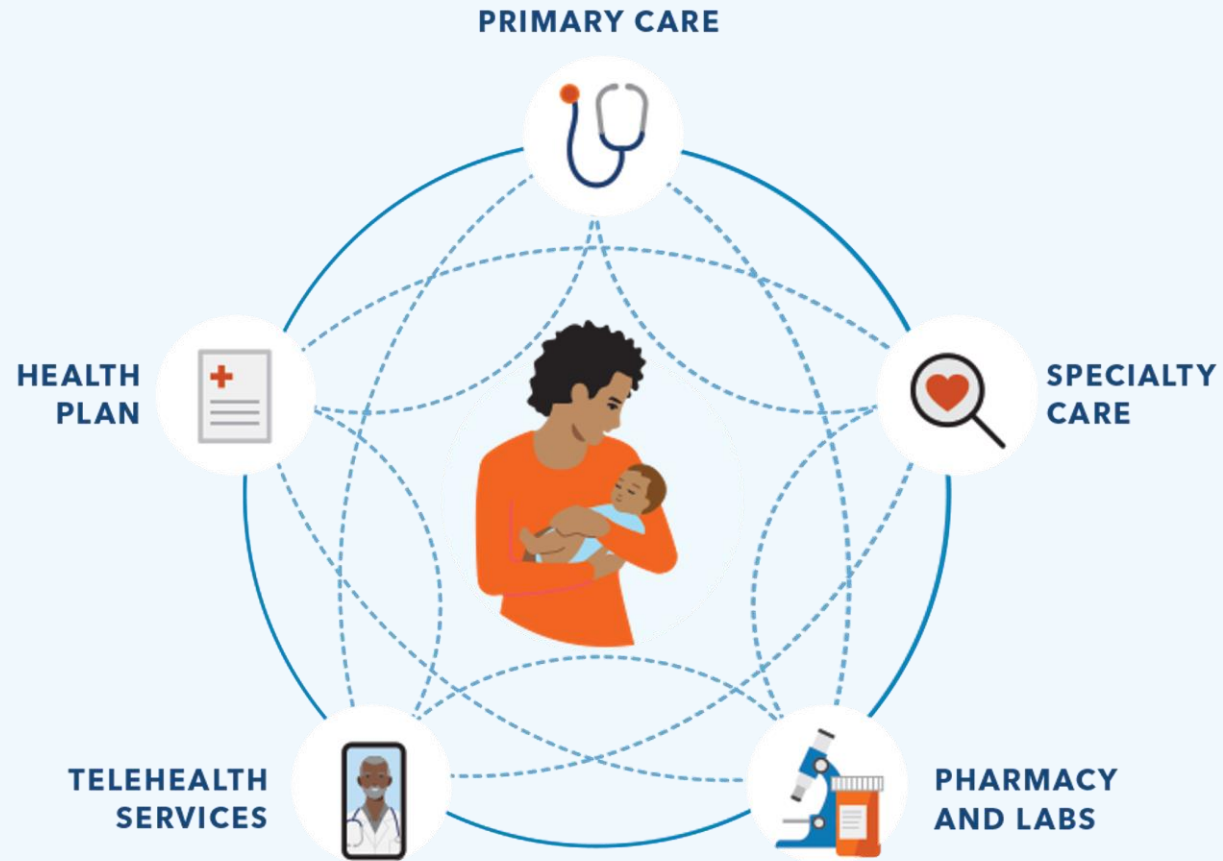 PRIMARY CARE
HEALTH
PLAN
SPECIALTY
CARE
TELEHEALTH
SERVICES
PHARMACY
AND LABS